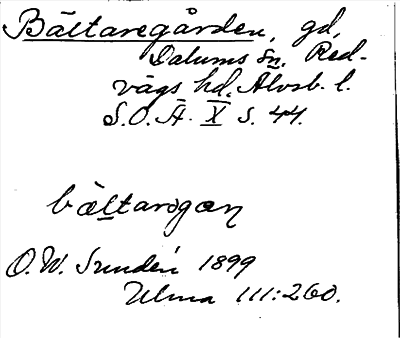 Bältaregården, gd,
Dalums sn. Red-
vägs hd. Älvsb. l.
S.O.Ä. X s. 44.
bältargan
O.W. Sundén 1899
Ulma 111:260.